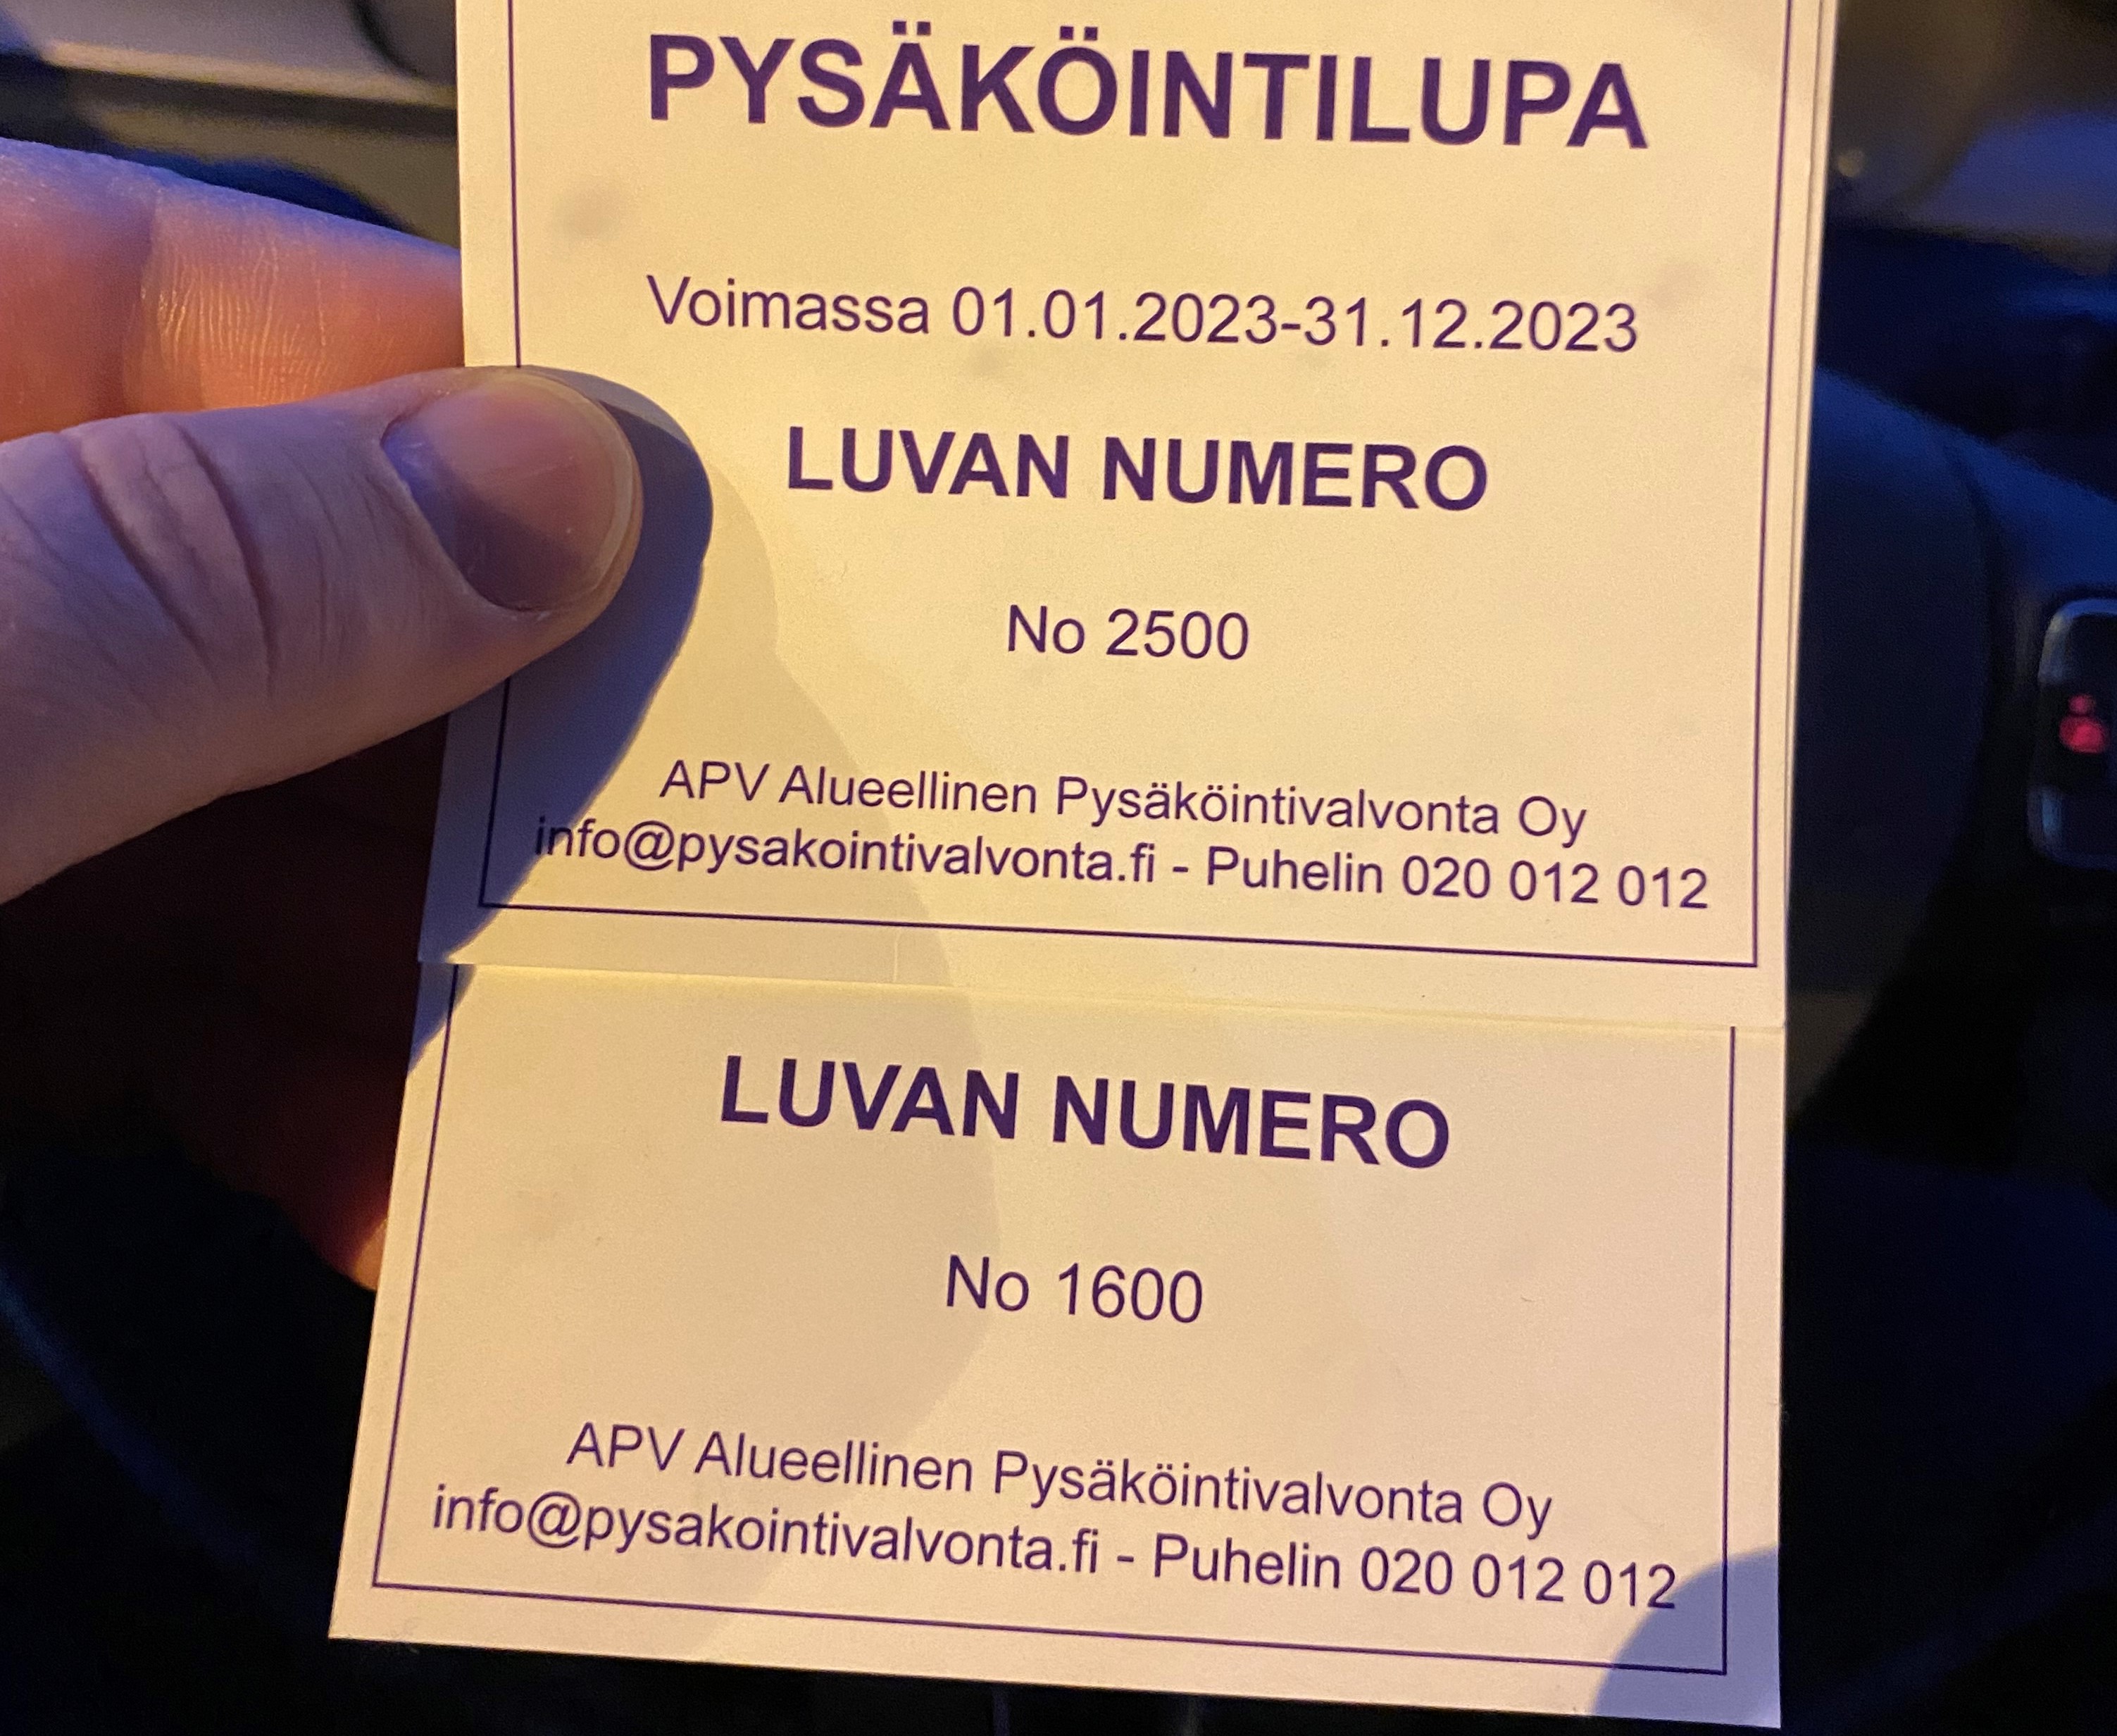 PYSÄKÖINTILUPA
Voimassa 01.01.2023-31.12.2023
LUVAN NUMERO
No 2500
APV Alueellinen Pysäköintivalvonta Oy
info@pysakointivalvonta.fi - Puhelin 020 012 012
LUVAN NUMERO
No 1600
APV Alueellinen Pysäköintivalvonta Oy
info@pysakointivalvonta.fi - Puhelin 020 012 012